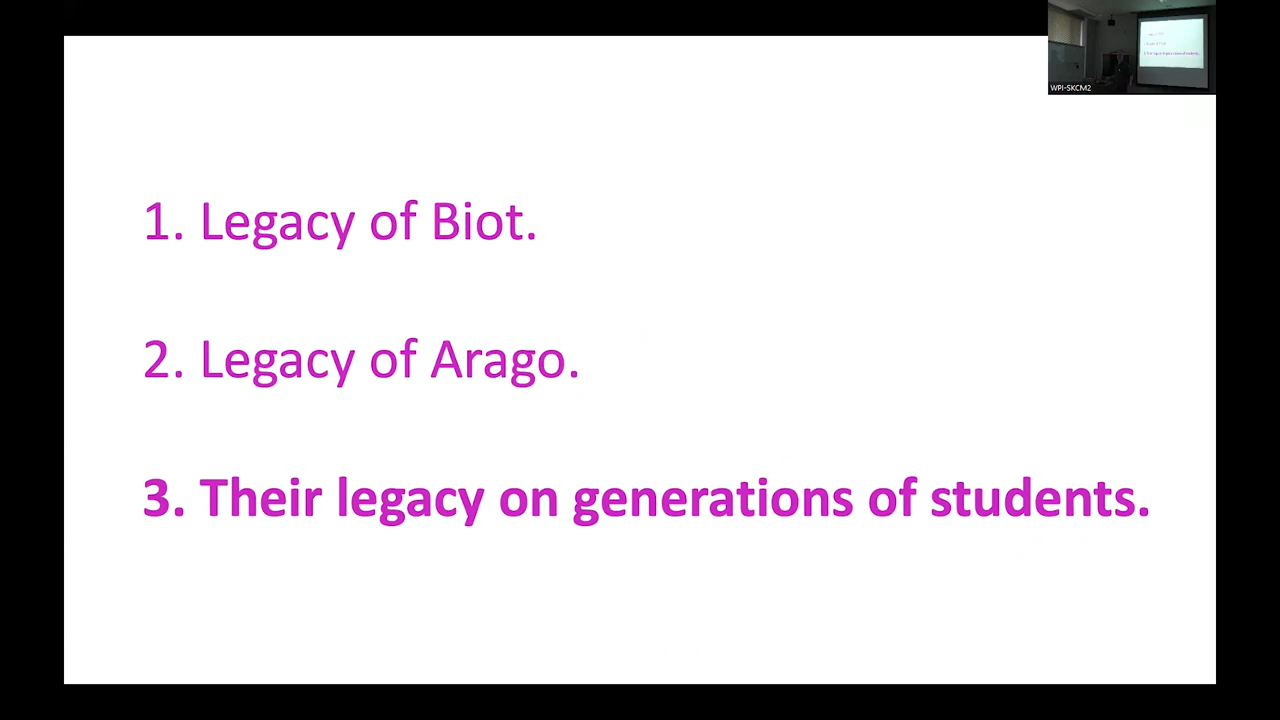 WPI-SKCM2
1. Legacy of Biot.
2. Legacy of Arago.
3. Their legacy on generations of students.